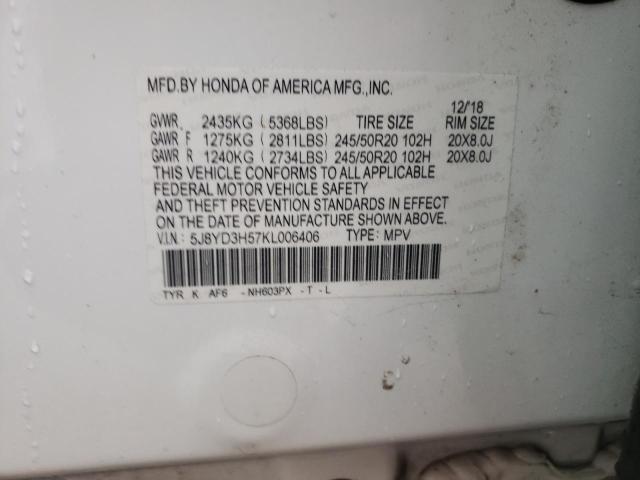 MFD.BY HONDA OF AMERICA MFG.,INC.
12/'18
GVWR 2435KG ( 5368LBS) TIRE SIZE RIM SIZE
GAWR F 1275KG ( 2811LBS) 245/50R20 102H 20X8.0J
GAWR R 1240KG ( 2734LBS) 245/50R20 102H 20X8.0J
THIS VEHICLE CONFORMS TO ALL APPLICABLE
FEDERAL MOTOR VEHICLE SAFETY
AND THEFT PREVENTION STANDARDS IN EFFECT
ON THE DATE OF MANUFACTURE SHOWN ABOVE.
V.I.N: 5J8YD3H57KL006406 TYPE: MPV
TYR K AF6 -NH603PX -T -L